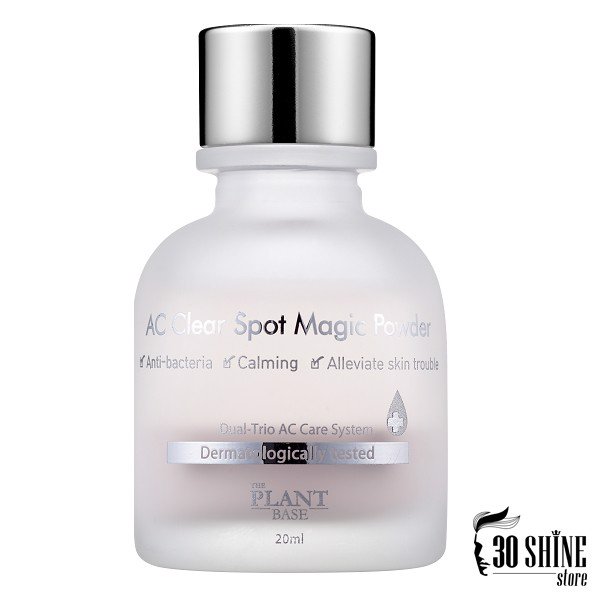 AC Clear Spot Magic Powder
Anti-bacteria Calming Alleviate skin trouble
Dual-Trio AC Care System
Dermatologically tested
THE
PLANT
BASE
20ml
30 SHINE
store